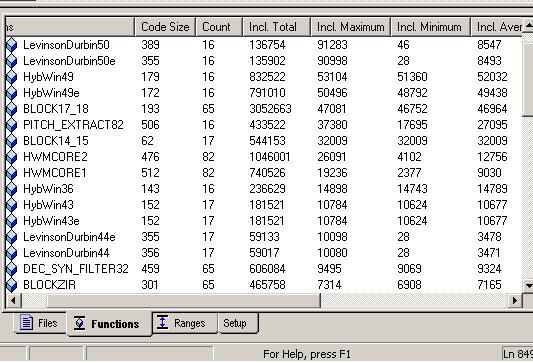 ns Code Size Count Incl. Total Incl. Maximum Incl. Minimum Incl. Aver
LevinsonDurbin50 389 16 136754 91283 46 8547
LevinsonDurbin50e 355 16 135902 90998 28 8493
HybWin49 179 16 832522 53104 51360 52032
HybWin49e 172 16 791010 50496 48792 49438
BLOCK17_18 193 65 3052663 47081 46752 46964
PITCH_EXTRACT82 506 16 433522 37380 17695 27095
BLOCK14_15 62 17 544153 32009 32009 32009
HWMCORE2 476 82 1046001 26091 4102 12756
HWMCORE1 512 82 740526 19236 2377 9030
HybWin36 143 16 236629 14898 14743 14789
HybWin43 152 17 181521 10784 10624 10677
HybWin43e 152 17 181521 10784 10624 10677
LevinsonDurbin44e 355 17 59133 10098 28 3478
LevinsonDurbin44 356 17 59017 10080 28 3471
DEC_SYN_FILTER32 459 65 606084 9495 9069 9324
BLOCKZIR 301 65 465758 7314 6908 7165
Files Functions Ranges Setup
For Help, press F1 Ln 849